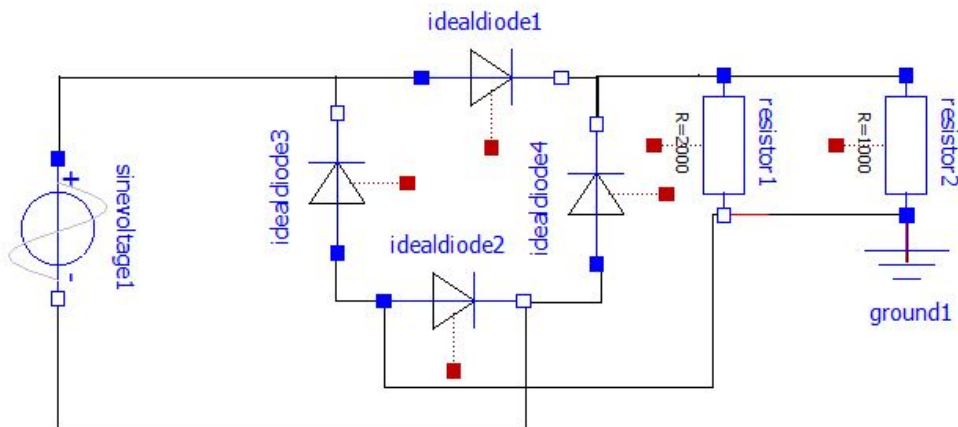 idealdiode1
+
sinevoltage1
-
idealdiode3
idealdiode2
idealdiode4
R=2000
resistor1
R=1000
resistor2
ground1